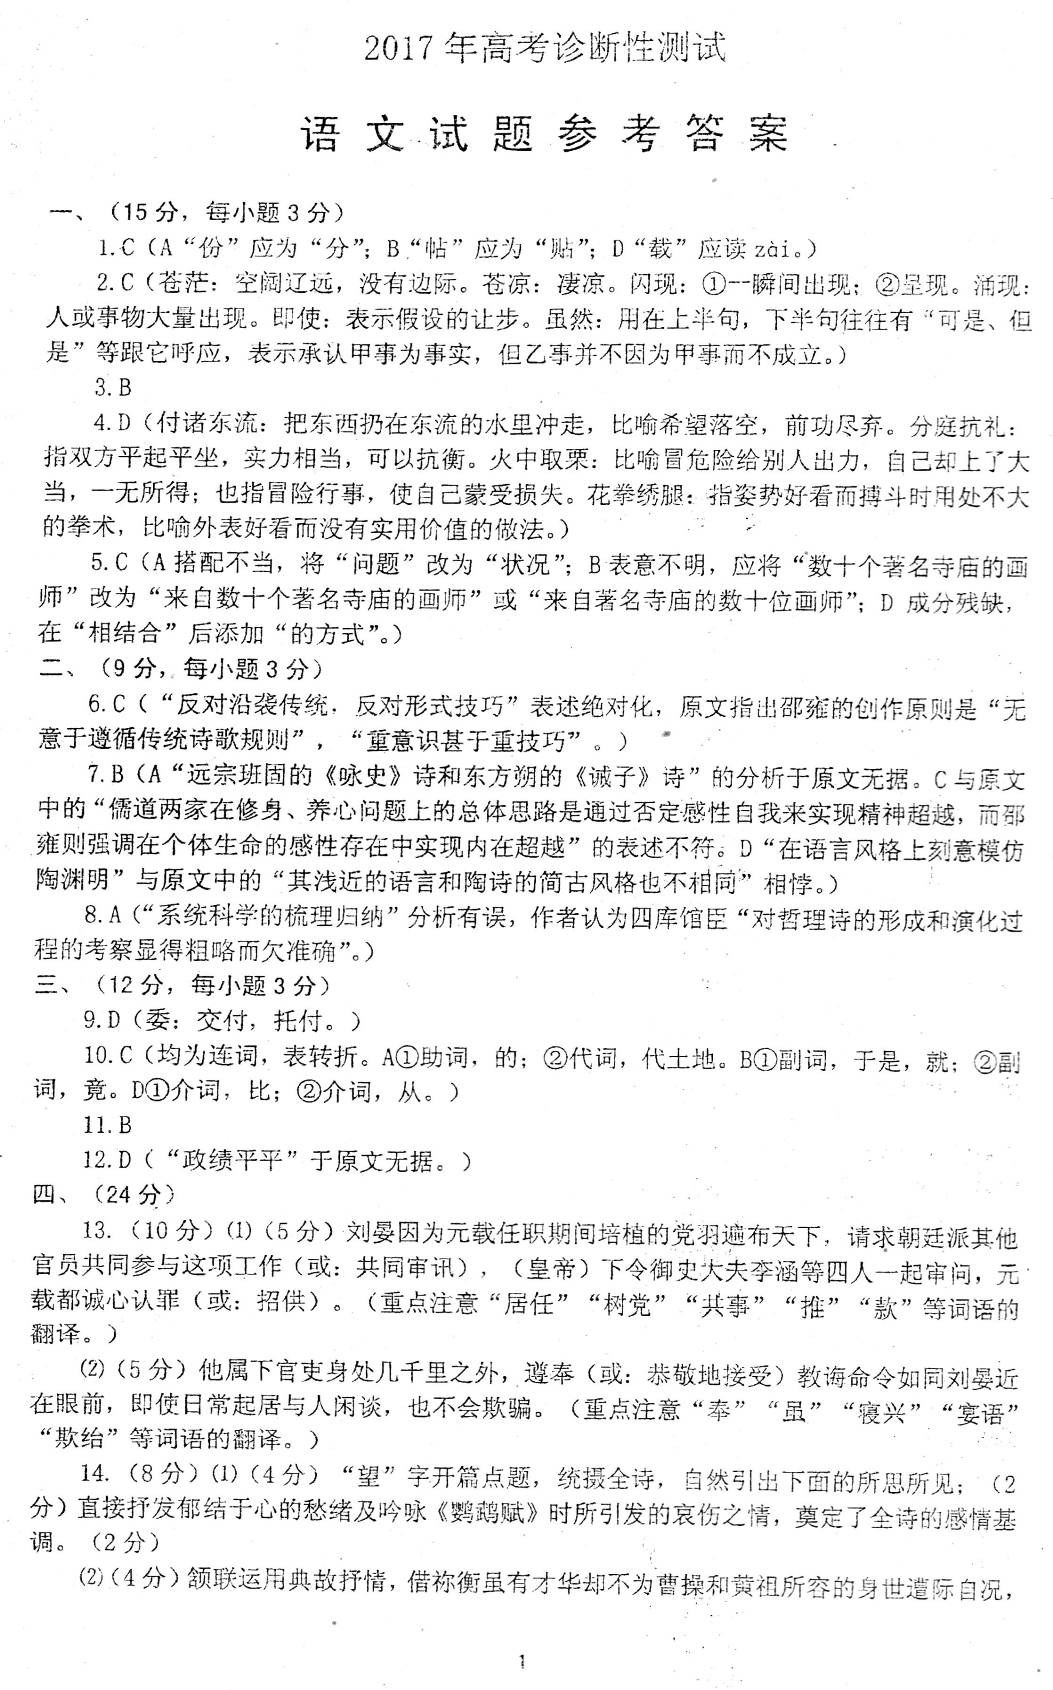 2017年高考诊断性测试
语文试题参考答案
一、（15分，每小题3分）
1.C（A“份”应为“分”；B“帖”应为“贴”；D“载”应读zài。）
2.C（苍茫：空阔辽远，没有边际。苍凉：凄凉。闪现：①一瞬间出现；②呈现。涌现：
人或事物大量出现。即使：表示假设的让步。虽然：用在上半句，下半句往往有“可是、但
是”等跟它呼应，表示承认甲事为事实，但乙事并不因为甲事而不成立。）
3.B
4.D（付诸东流：把东西扔在东流的水里冲走，比喻希望落空，前功尽弃。分庭抗礼：
指双方平起平坐，实力相当，可以抗衡。火中取栗：比喻冒危险给别人出力，自己却上了大
当，一无所得；也指冒险行事，使自己蒙受损失。花拳绣腿：指姿势好看而搏斗时用处不大
的拳术，比喻外表好看而没有实用价值的做法。）
5.C（A搭配不当，将“问题”改为“状况”；B表意不明，应将“数十个著名寺庙的画
师”改为“来自数十个著名寺庙的画师”或“来自著名寺庙的数十位画师”；D 成分残缺，
在“相结合”后添加“的方式”。）
二、（9分，每小题3分）
6.C（“反对沿袭传统，反对形式技巧”表述绝对化，原文指出邵雍的创作原则是“无
意于遵循传统诗歌规则”，“重意识甚于重技巧”。）
7.B（A“远宗班固的《咏史》诗和东方朔的《诫子》诗”的分析于原文无据。C与原文
中的“儒道两家在修身、养心问题上的总体思路是通过否定感性自我来实现精神超越，而邵
雍则强调在个体生命的感性存在中实现内在超越”的表述不符。D“在语言风格上刻意模仿
陶渊明”与原文中的“其浅近的语言和陶诗的简古风格也不相同”相悖。）
8.A（“系统科学的梳理归纳”分析有误，作者认为四库馆臣“对哲理诗的形成和演化过
程的考察显得粗略而欠准确”。）
三、（12分，每小题3分）
9.D（委：交付，托付。）
10.C（均为连词，表转折。A①助词，的；②代词，代土地。B①副词，于是，就；②副
词，竟。D①介词，比；②介词，从。）
11.B
12.D（“政绩平平”于原文无据。）
四、（24分）
13.（10分）⑴（5分）刘晏因为元载任职期间培植的党羽遍布天下，请求朝廷派其他
官员共同参与这项工作（或：共同审讯），（皇帝）下令御史大夫李涵等四人一起审问，元
载都诚心认罪（或：招供）。（重点注意“居任”“树党”“共事”“推”“款”等词语的
翻译。）
⑵（5分）他属下官吏身处几千里之外，遵奉（或：恭敬地接受）教诲命令如同刘晏近
在眼前，即使日常起居与人闲谈，也不会欺骗。（重点注意“奉”“虽”“寝兴”“宴语”
“欺绐”等词语的翻译。）
14.（8分）⑴（4分）“望”字开篇点题，统摄全诗，自然引出下面的所思所见；（2
分）直接抒发郁结于心的愁绪及吟咏《鹦鹉赋》时所引发的哀伤之情，奠定了全诗的感情基
调。（2分）
⑵（4分）颔联运用典故抒情，借祢衡虽有才华却不为曹操和黄祖所容的身世遭际自况，
1